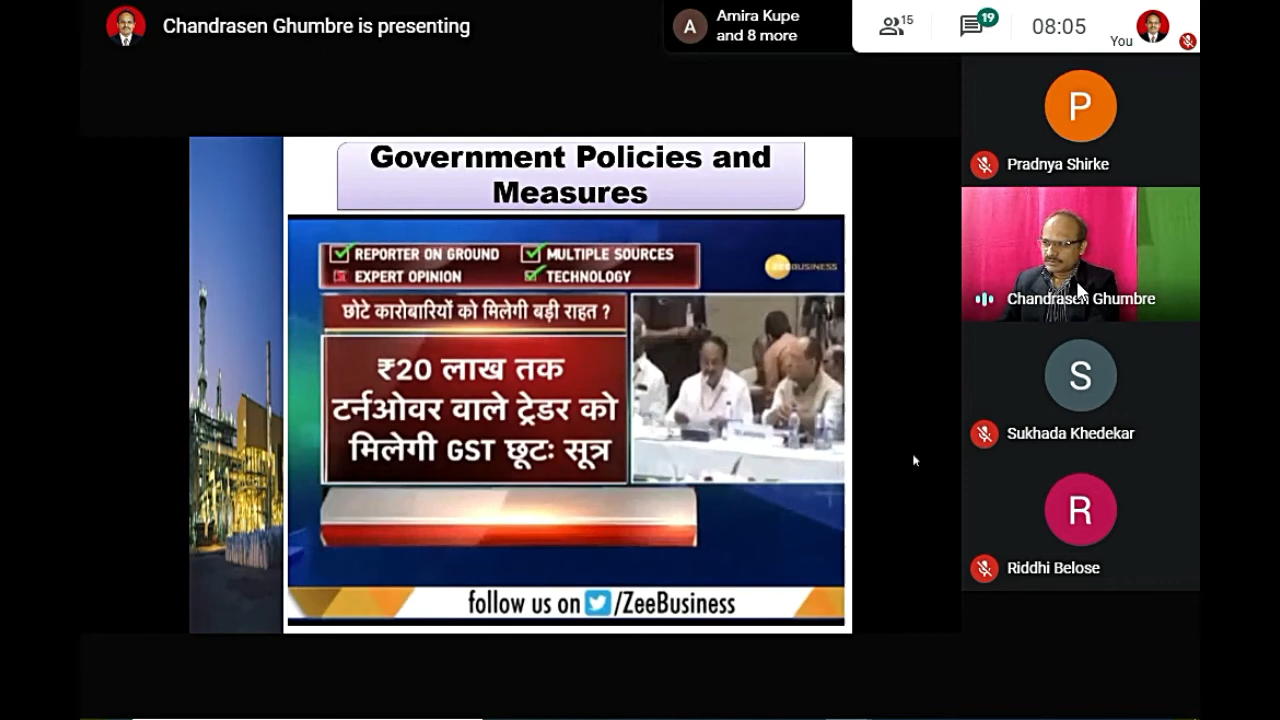 Chandrasen Ghumbre is presenting
A
Amira Kupe
and 8 more
15
19
08:05
You
P
Pradnya Shirke
Chandrasen Ghumbre
S
Sukhada Khedekar
R
Riddhi Belose
Government Policies and
Measures
REPORTER ON GROUND
MULTIPLE SOURCES
EXPERT OPINION
TECHNOLOGY
ZEEBUSINESS
छोटे कारोबारियों को मिलेगी बड़ी राहत ?
₹20 लाख तक
टर्नओवर वाले ट्रेडर को
मिलेगी GST छूटः सूत्र
follow us on /ZeeBusiness